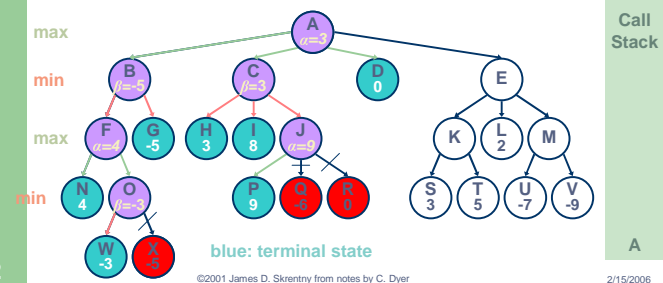 max
A
α=3
Call
Stack
min
B
β=-5
C
β=3
D
0
E
max
F
α=4
G
-5
H
3
I
8
J
α=9
K
L
2
M
min
N
4
O
β=-3
P
9
Q
-6
R
0
S
3
T
5
U
-7
V
-9
W
-3
X
-5
blue: terminal state
A
©2001 James D. Skrentny from notes by C. Dyer
2/15/2006